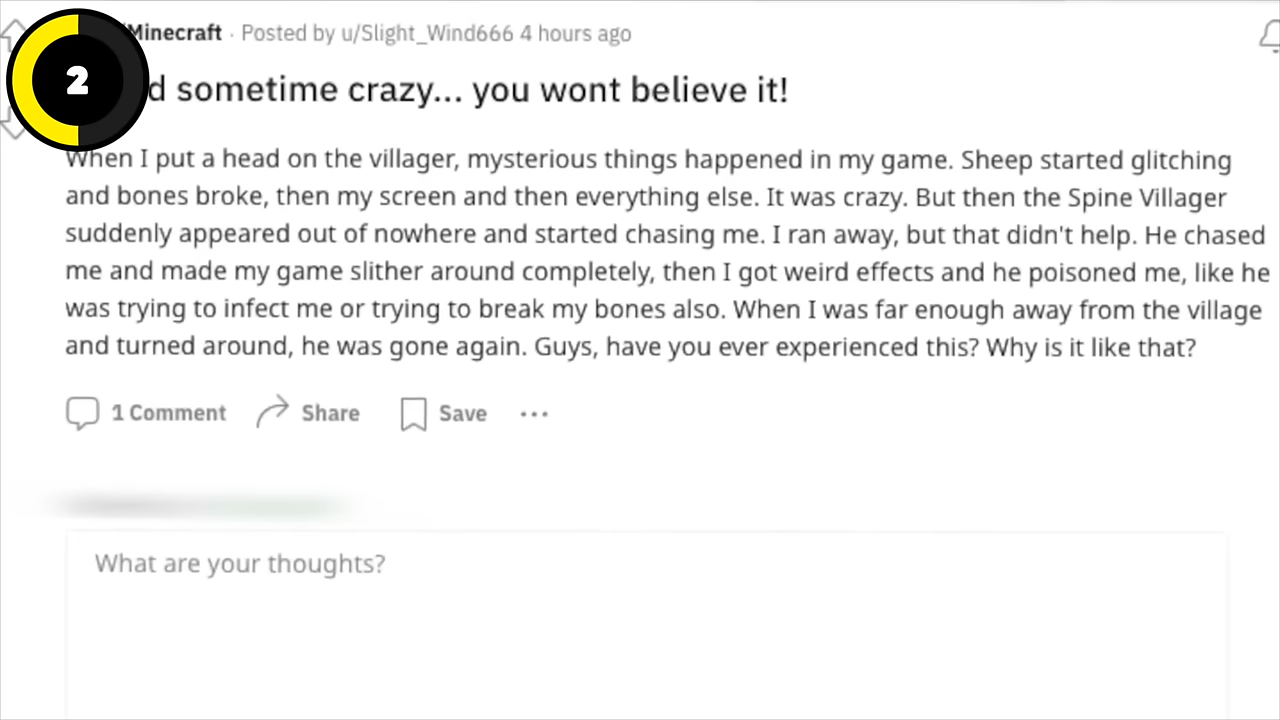 2
Minecraft · Posted by u/Slight_Wind666 4 hours ago
sometime crazy... you wont believe it!
When I put a head on the villager, mysterious things happened in my game. Sheep started glitching
and bones broke, then my screen and then everything else. It was crazy. But then the Spine Villager
suddenly appeared out of nowhere and started chasing me. I ran away, but that didn't help. He chased
me and made my game slither around completely, then I got weird effects and he poisoned me, like he
was trying to infect me or trying to break my bones also. When I was far enough away from the village
and turned around, he was gone again. Guys, have you ever experienced this? Why is it like that?
1 Comment Share Save ...
What are your thoughts?